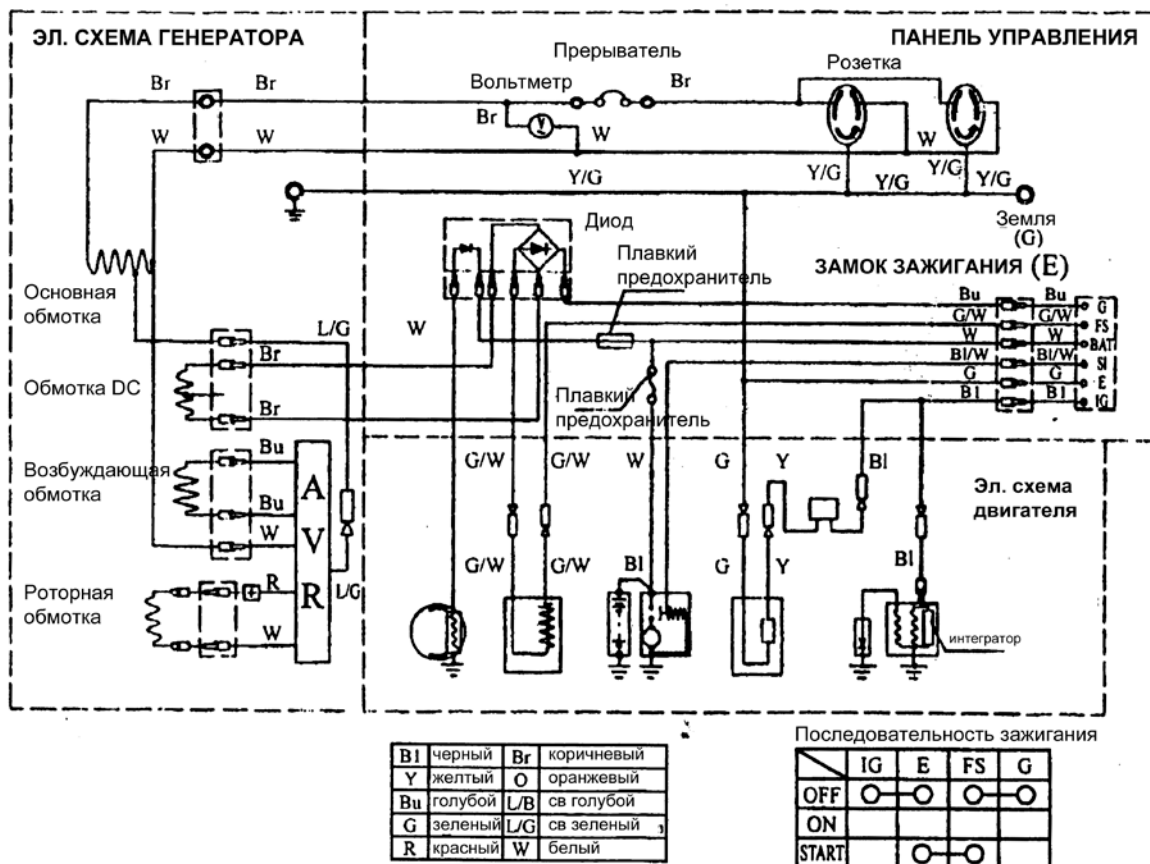 ЭЛ. СХЕМА ГЕНЕРАТОРА
ПАНЕЛЬ УПРАВЛЕНИЯ
Прерыватель
Вольтметр
Розетка
Br
Br
Br
Br
V
W
W
W
W
Y/G
Y/G
Y/G
Y/G
Y/G
Земля
(G)
Диод
Плавкий
предохранитель
ЗАМОК ЗАЖИГАНИЯ (E)
Bu
Bu
G
G/W
G/W
FS
W
W
BAT
Bl/W
Bl/W
SI
G
G
E
Bl
Bl
IG
Основная
обмотка
L/G
W
Br
Обмотка DC
Br
Плавкий
предохранитель
Возбуждающая
обмотка
Bu
Bu
W
A
V
R
L/G
Роторная
обмотка
R
W
G/W
G/W
W
G
Y
Bl
Эл. схема
двигателя
G/W
G/W
Bl
G
Y
Bl
интегратор
Последовательность зажигания
Bl черный Br коричневый
Y желтый O оранжевый
Bu голубой L/B св голубой
G зеленый L/G св зеленый
R красный W белый
IG E FS G
OFF
ON
START